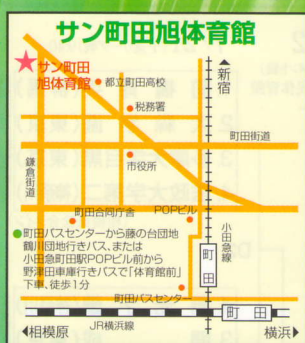 サン町田旭体育館
サン町田
旭体育館
都立町田高校
新宿
税務署
町田街道
市役所
鎌倉街道
町田合同庁舎
POPビル
小田急線
町田バスセンターから藤の台団地
鶴川団地行きバス、または
小田急町田駅POPビル前から
野津田車庫行きバスで「体育館前」
下車、徒歩1分
町田
町田バスセンター
町田
JR横浜線
相模原
横浜